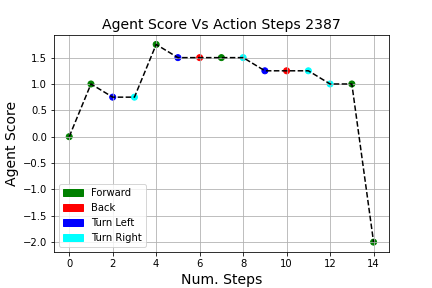 Agent Score Vs Action Steps 2387
Agent Score
1.5
1.0
0.5
0.0
−0.5
−1.0
−1.5
−2.0
Forward
Back
Turn Left
Turn Right
0 2 4 6 8 10 12 14
Num. Steps